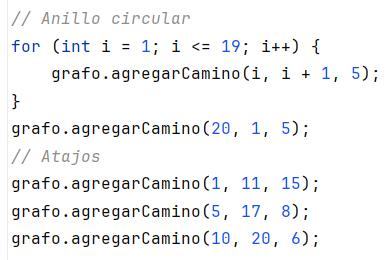 // Anillo circular
for (int i = 1; i <= 19; i++) {
    grafo.agregarCamino(i, i + 1, 5);
}
grafo.agregarCamino(20, 1, 5);
// Atajos
grafo.agregarCamino(1, 11, 15);
grafo.agregarCamino(5, 17, 8);
grafo.agregarCamino(10, 20, 6);